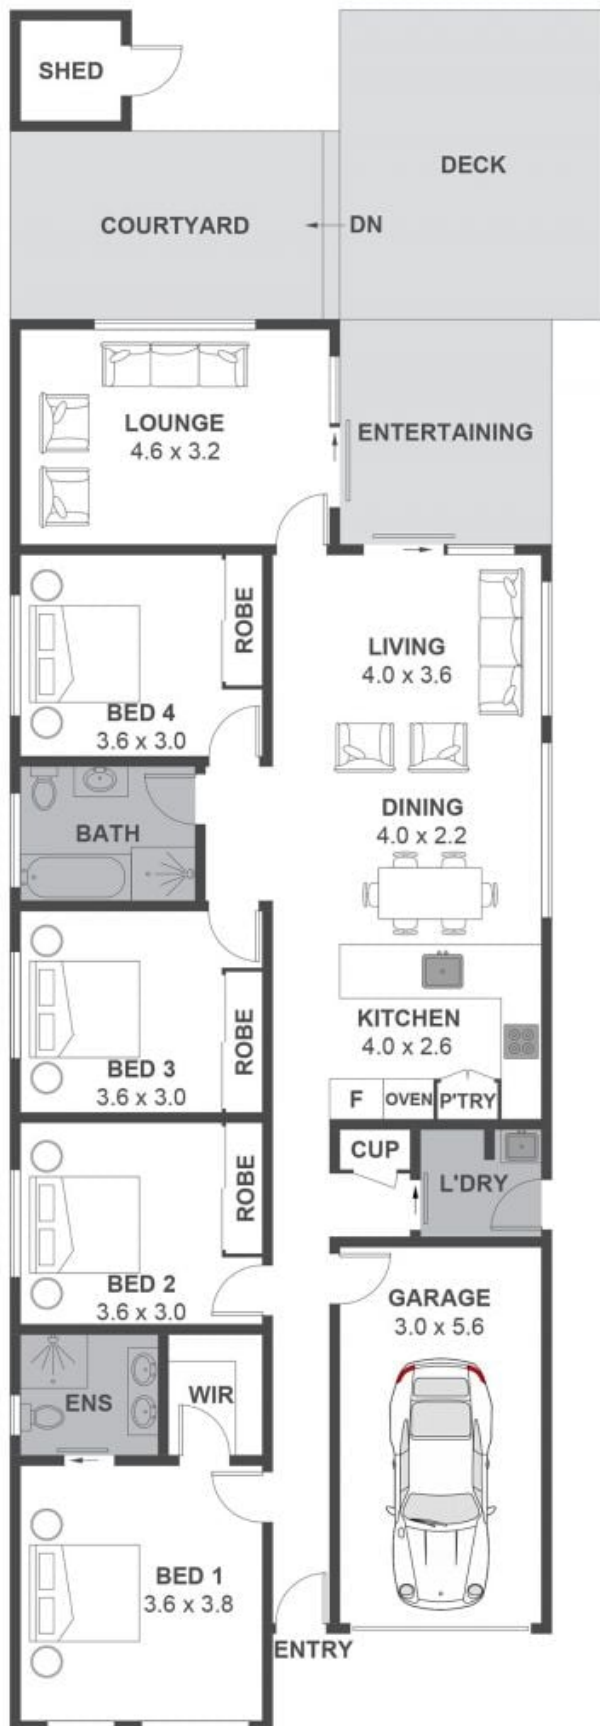 SHED
DECK
COURTYARD
DN
LOUNGE
4.6 x 3.2
ENTERTAINING
ROBE
LIVING
4.0 x 3.6
BED 4
3.6 x 3.0
DINING
4.0 x 2.2
BATH
KITCHEN
4.0 x 2.6
ROBE
BED 3
3.6 x 3.0
F
OVEN
P'TRY
CUP
L'DRY
ROBE
BED 2
3.6 x 3.0
GARAGE
3.0 x 5.6
ENS
WIR
BED 1
3.6 x 3.8
ENTRY